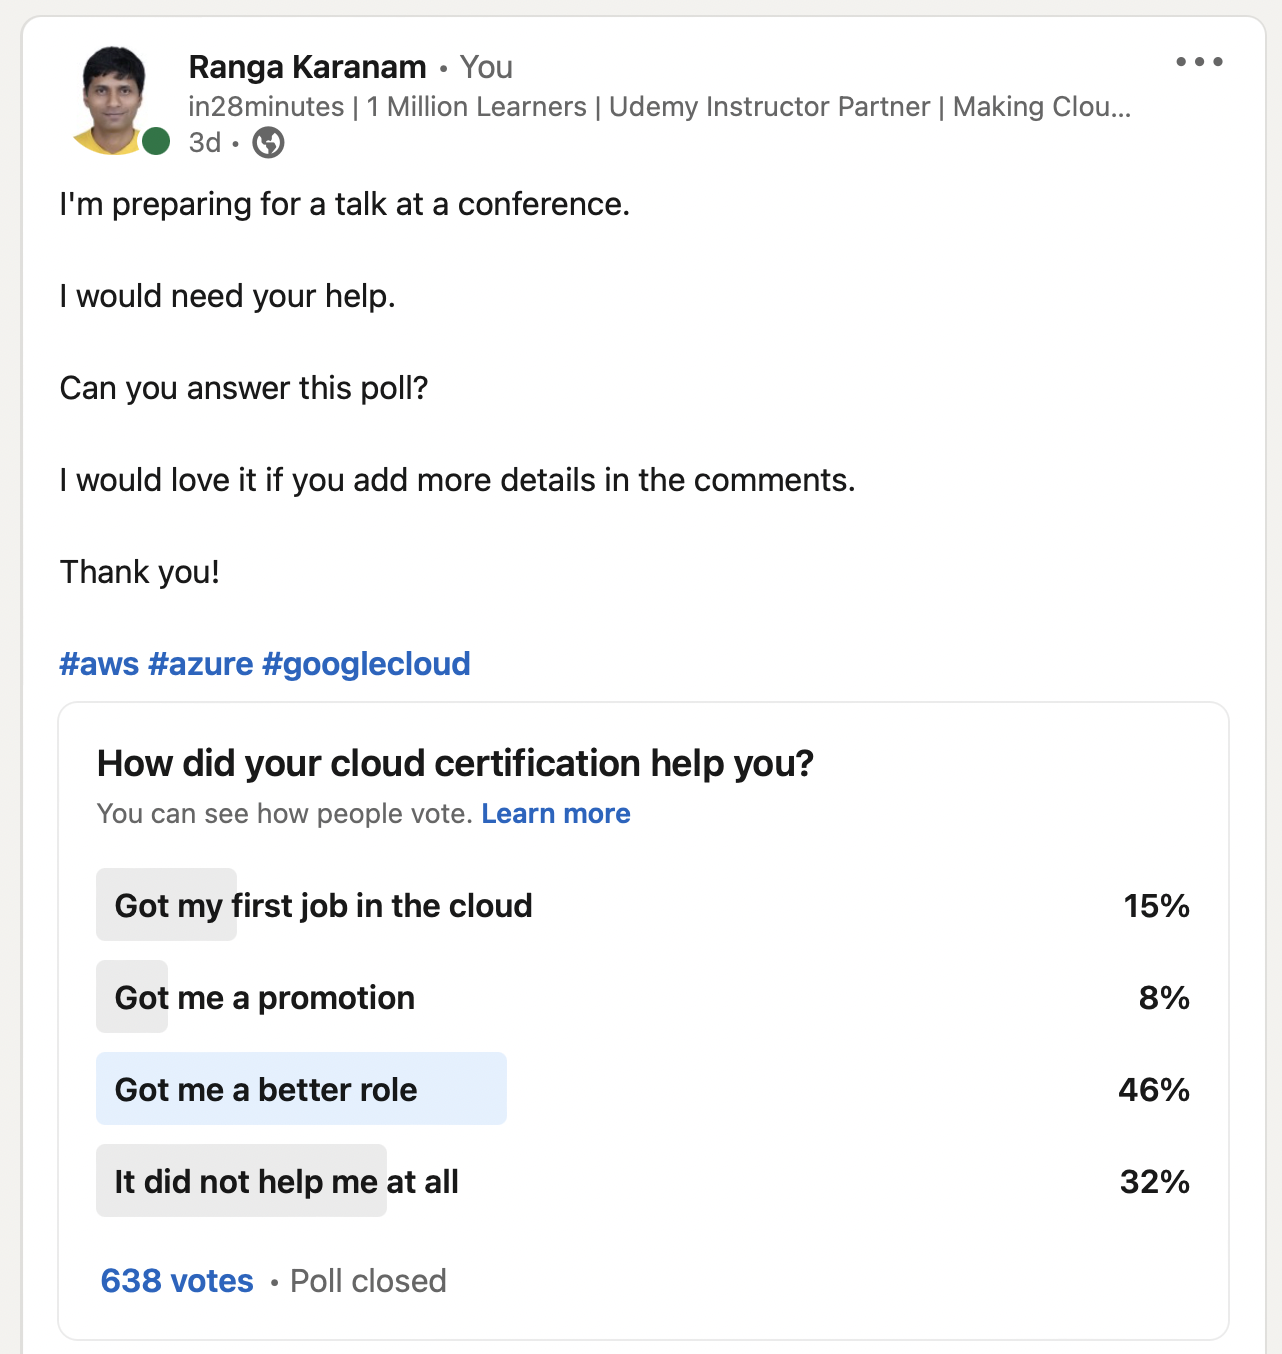 Ranga Karanam • You
in28minutes | 1 Million Learners | Udemy Instructor Partner | Making Clou...
3d •
I'm preparing for a talk at a conference.
I would need your help.
Can you answer this poll?
I would love it if you add more details in the comments.
Thank you!
#aws #azure #googlecloud
How did your cloud certification help you?
You can see how people vote. Learn more
Got my first job in the cloud 15%
Got me a promotion 8%
Got me a better role 46%
It did not help me at all 32%
638 votes • Poll closed